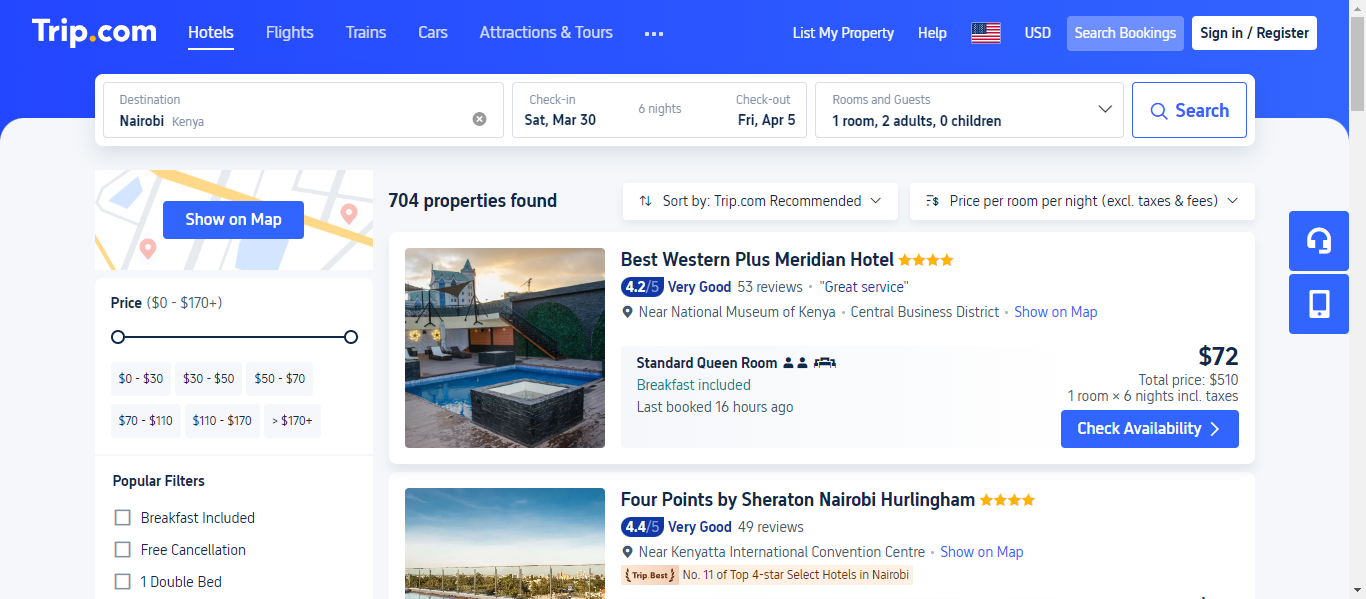 Trip.com Hotels Flights Trains Cars Attractions & Tours ... List My Property Help USD Search Bookings Sign in / Register
Destination
Nairobi Kenya
Check-in 6 nights Check-out
Sat, Mar 30 Fri, Apr 5
Rooms and Guests
1 room, 2 adults, 0 children
Search
Show on Map
704 properties found
Sort by: Trip.com Recommended
Price per room per night (excl. taxes & fees)
Price ($0 - $170+)
$0 - $30 $30 - $50 $50 - $70
$70 - $110 $110 - $170 > $170+
Popular Filters
Breakfast Included
Free Cancellation
1 Double Bed
Best Western Plus Meridian Hotel
4.2/5 Very Good 53 reviews • "Great service"
Near National Museum of Kenya • Central Business District • Show on Map
Standard Queen Room
Breakfast included
Last booked 16 hours ago
$72
Total price: $510
1 room × 6 nights incl. taxes
Check Availability
Four Points by Sheraton Nairobi Hurlingham
4.4/5 Very Good 49 reviews
Near Kenyatta International Convention Centre • Show on Map
Trip Best No. 11 of Top 4-star Select Hotels in Nairobi